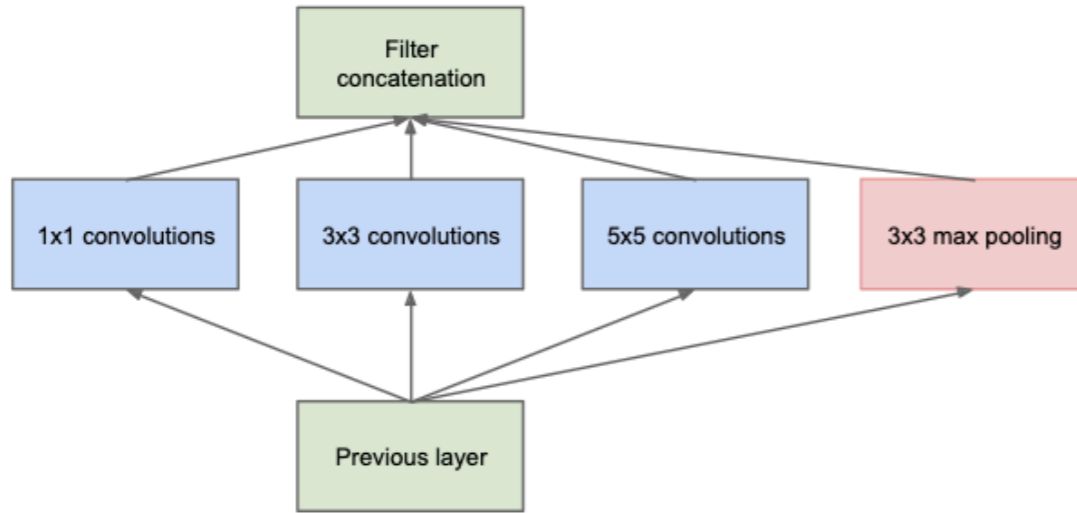 Filter
concatenation
1x1 convolutions
3x3 convolutions
5x5 convolutions
3x3 max pooling
Previous layer